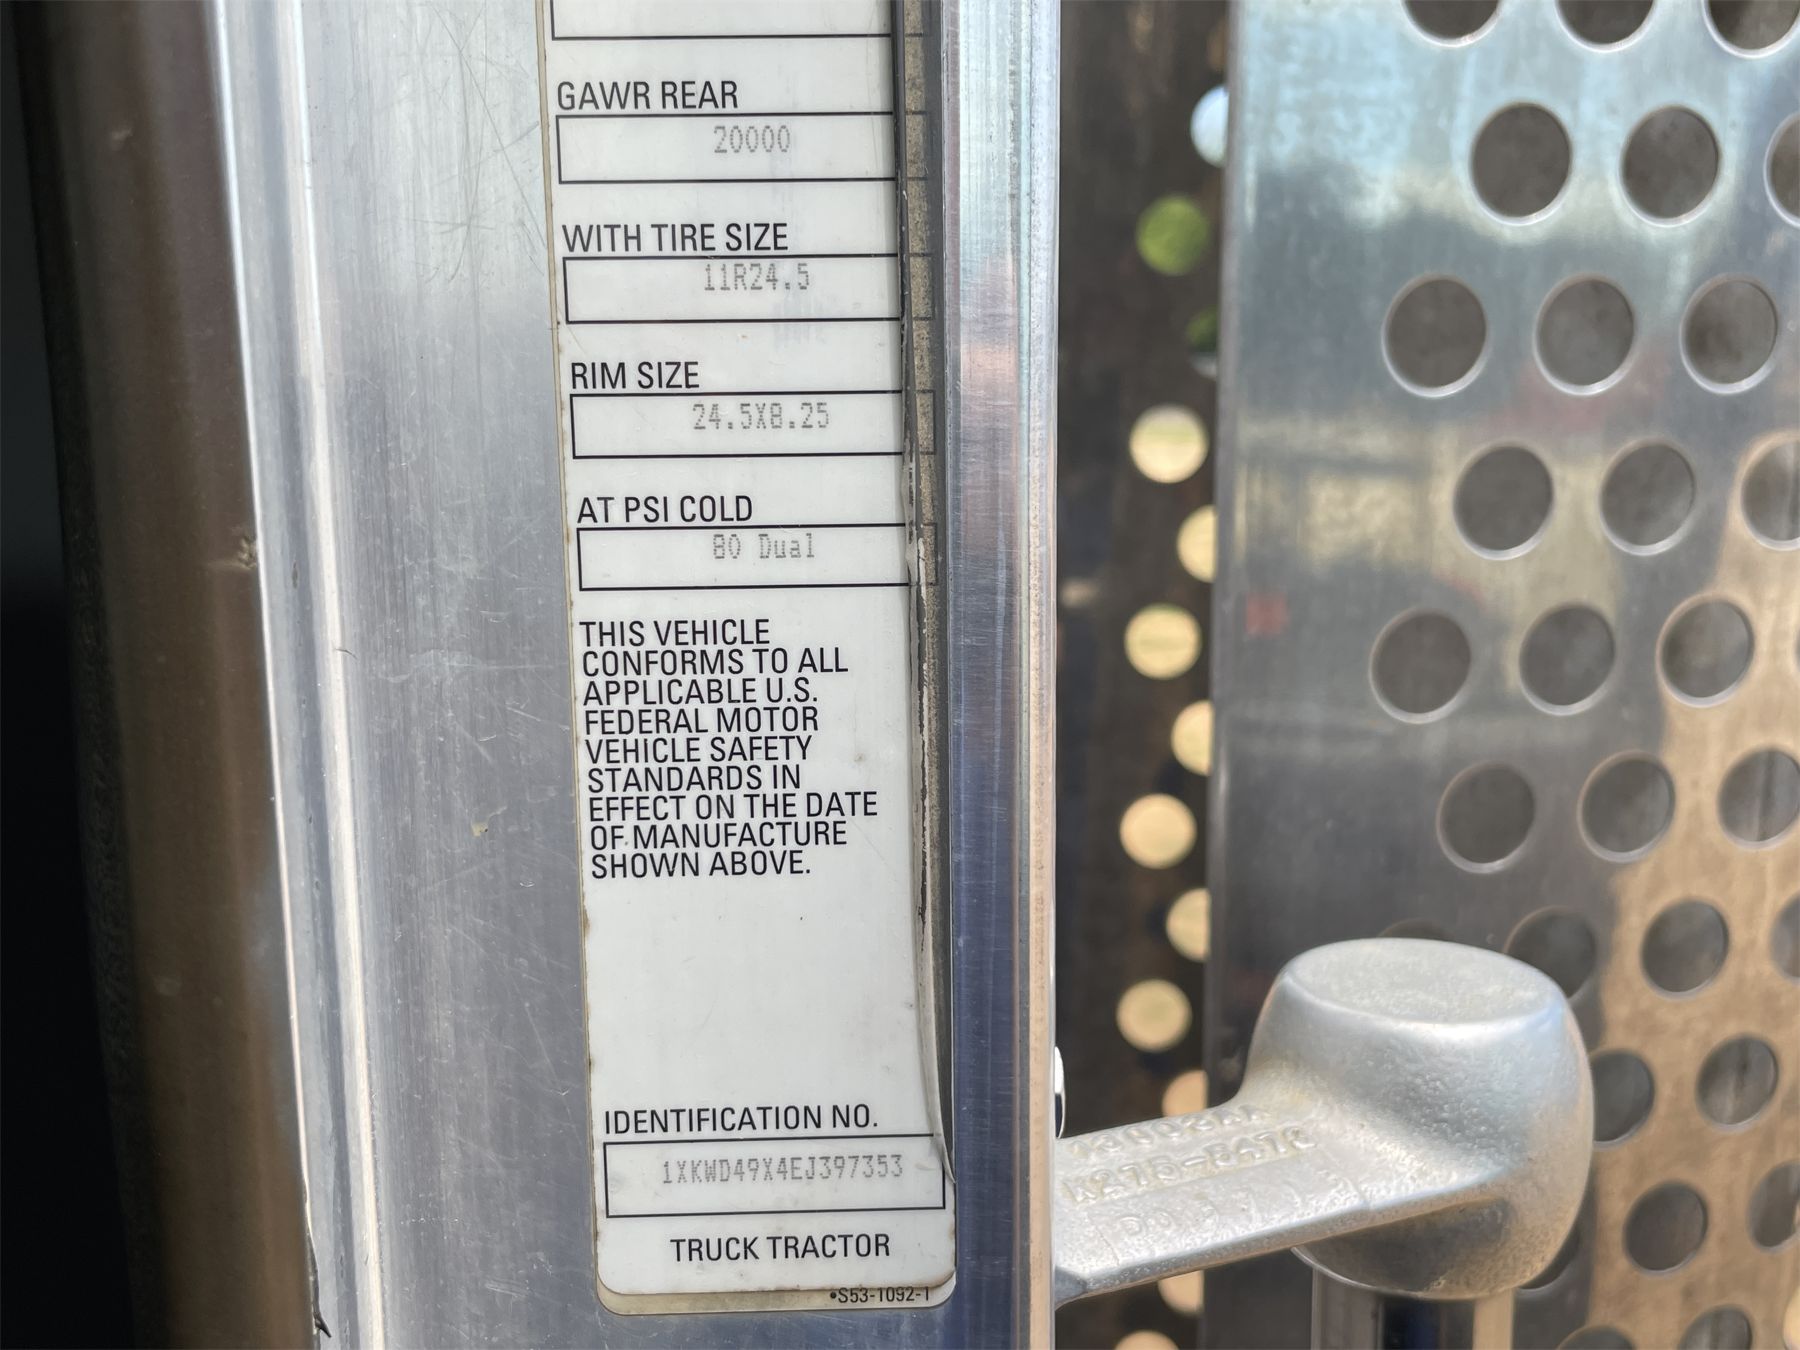 GAWR REAR
20000
WITH TIRE SIZE
11R24.5
RIM SIZE
24.5X8.25
AT PSI COLD
80 Dual
THIS VEHICLE
CONFORMS TO ALL
APPLICABLE U.S.
FEDERAL MOTOR
VEHICLE SAFETY
STANDARDS IN
EFFECT ON THE DATE
OF MANUFACTURE
SHOWN ABOVE.
IDENTIFICATION NO.
1XKWD49X4EJ397353
TRUCK TRACTOR
•S53-1092-1